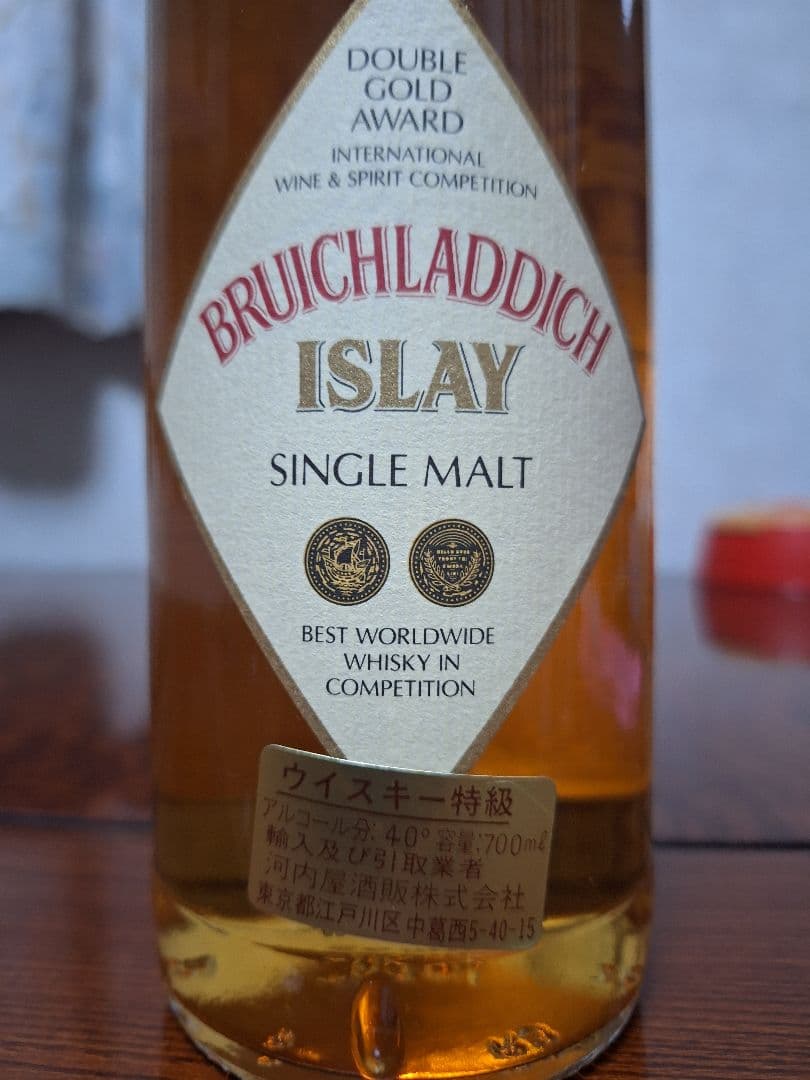 DOUBLE
GOLD
AWARD
INTERNATIONAL
WINE & SPIRIT COMPETITION
BRUICHLADDICH
ISLAY
SINGLE MALT
BEST WORLDWIDE
WHISKY IN
COMPETITION
ウイスキー特級
アルコール分:40° 容量:700mℓ
輸入及び引取業者
河内屋酒販株式会社
東京都江戸川区中葛西5-40-15